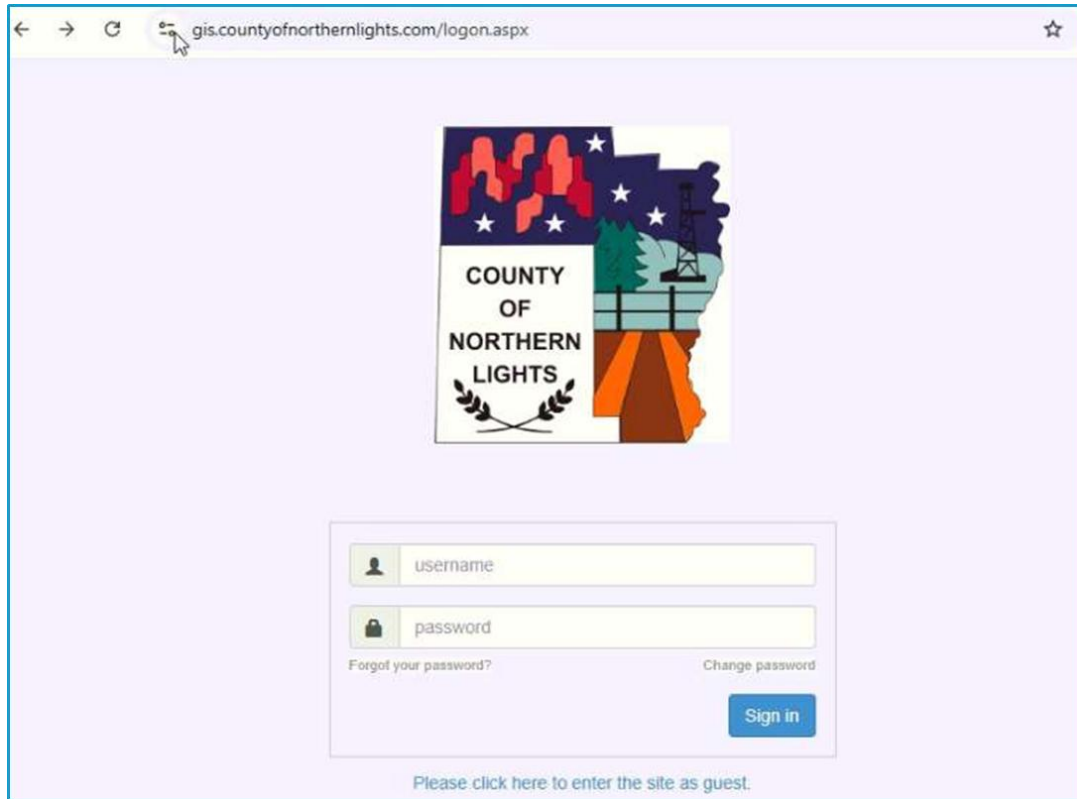 gis.countyofnorthernlights.com/logon.aspx
COUNTY
OF
NORTHERN
LIGHTS
username
password
Forgot your password?
Change password
Sign in
Please click here to enter the site as guest.